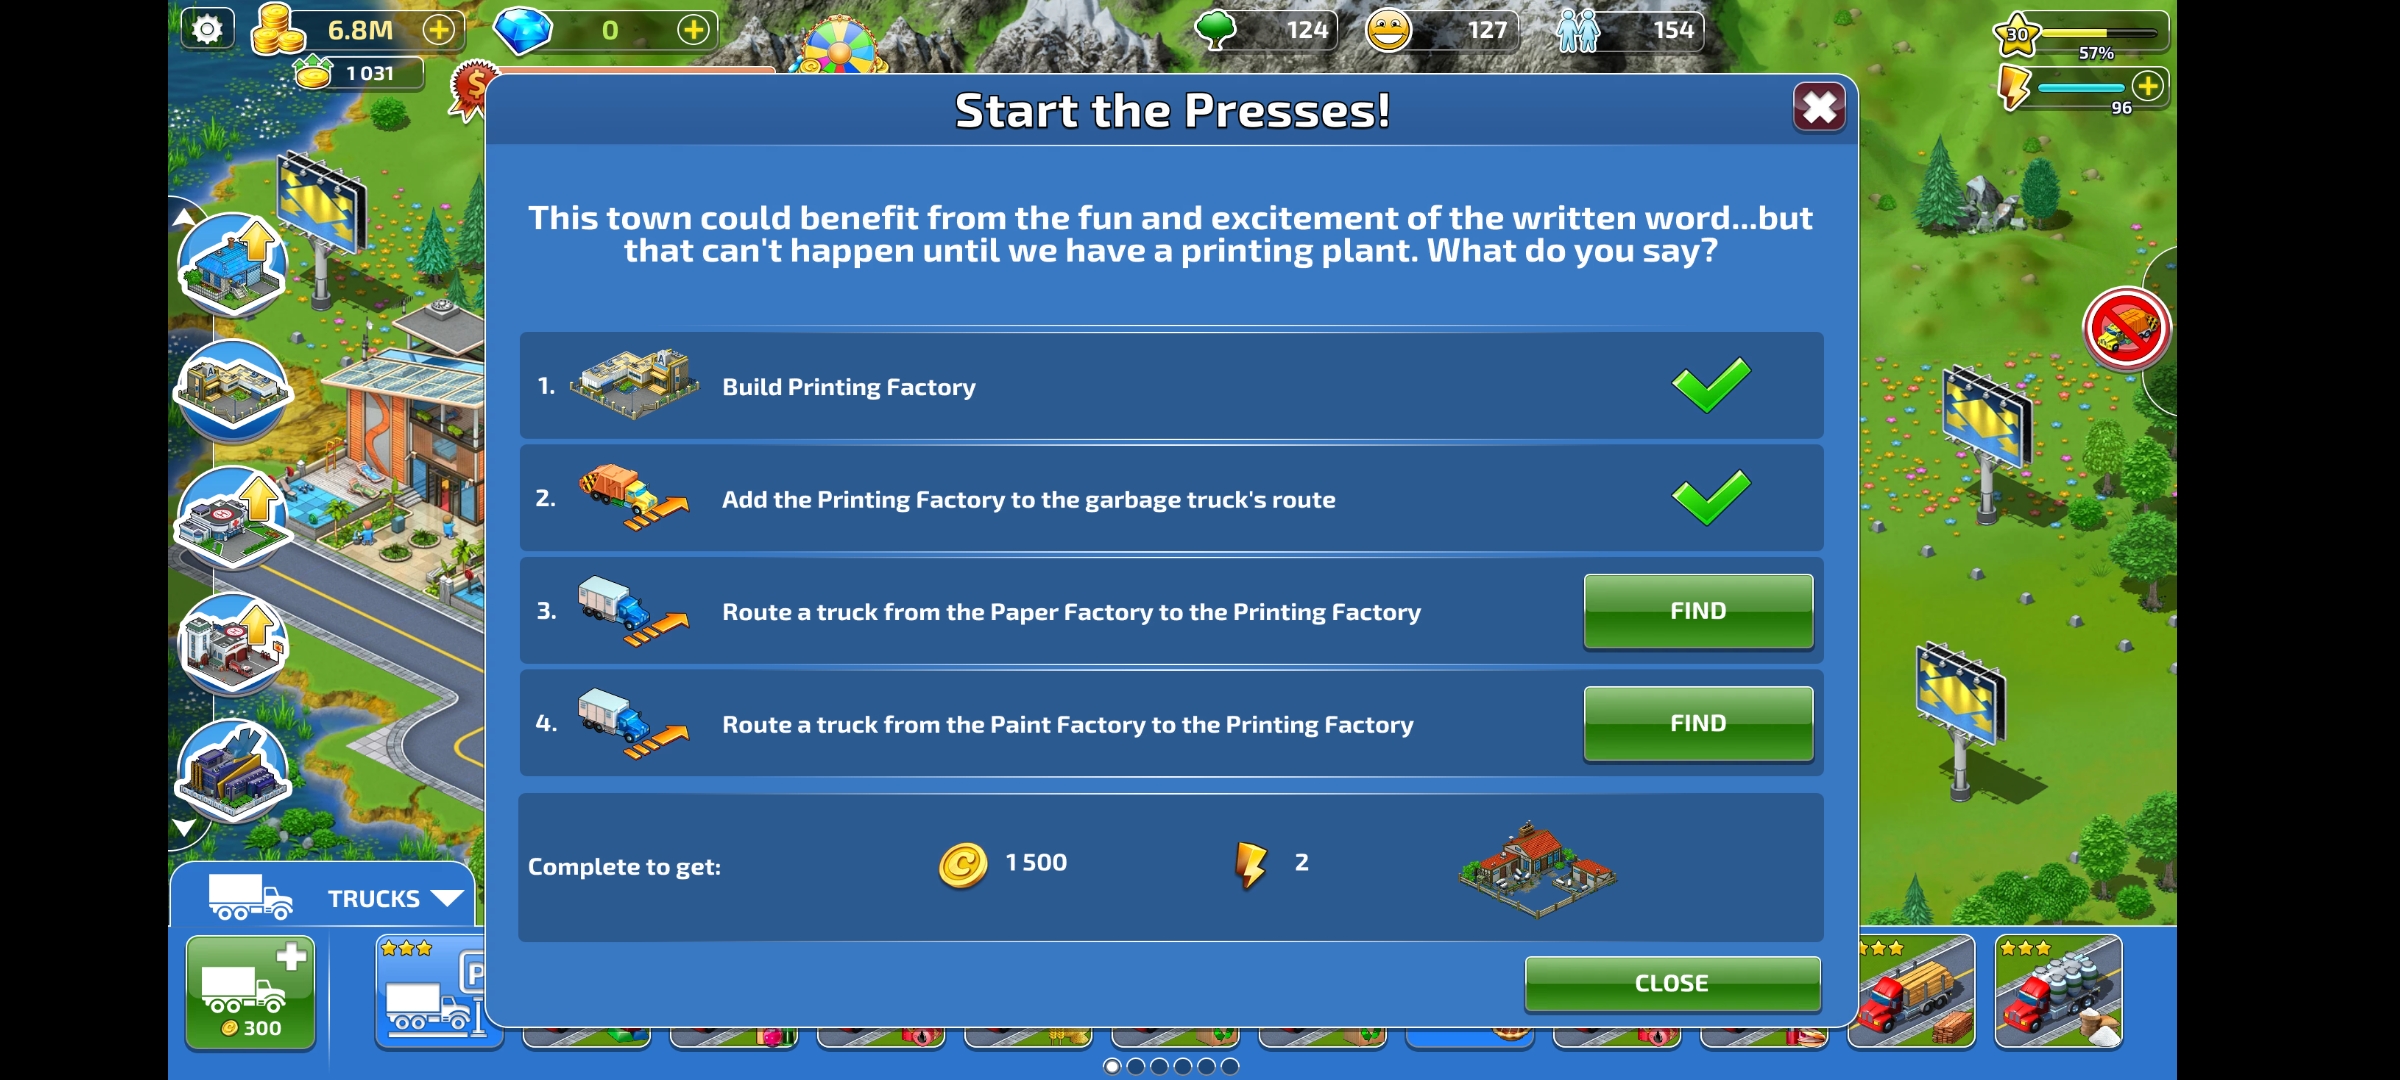 6.8M
0
124
127
154
30
57%
1 031
96
Start the Presses!
This town could benefit from the fun and excitement of the written word...but
that can't happen until we have a printing plant. What do you say?
1. Build Printing Factory
2. Add the Printing Factory to the garbage truck's route
3. Route a truck from the Paper Factory to the Printing Factory
FIND
4. Route a truck from the Paint Factory to the Printing Factory
FIND
Complete to get:
1 500
2
TRUCKS
CLOSE
300
P